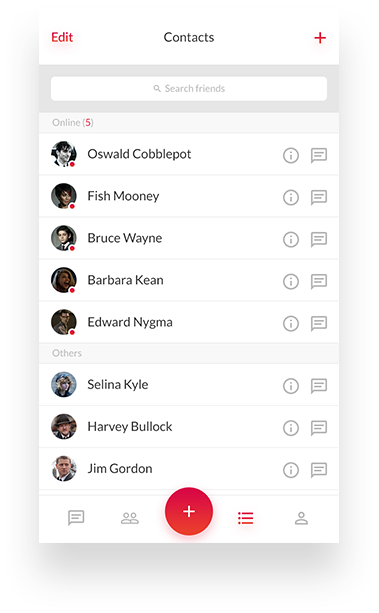 Edit Contacts +
Search friends
Online (5)
Oswald Cobblepot
Fish Mooney
Bruce Wayne
Barbara Kean
Edward Nygma
Others
Selina Kyle
Harvey Bullock
Jim Gordon